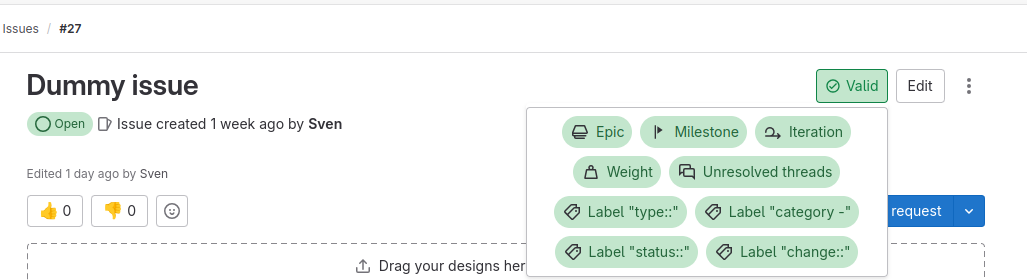 Issues / #27
Dummy issue
Valid
Edit
Open
Issue created 1 week ago by Sven
Epic
Milestone
Iteration
Edited 1 day ago by Sven
Weight
Unresolved threads
👍 0
👎 0
Label "type::"
Label "category -"
request
Label "status::"
Label "change::"
Drag your designs her